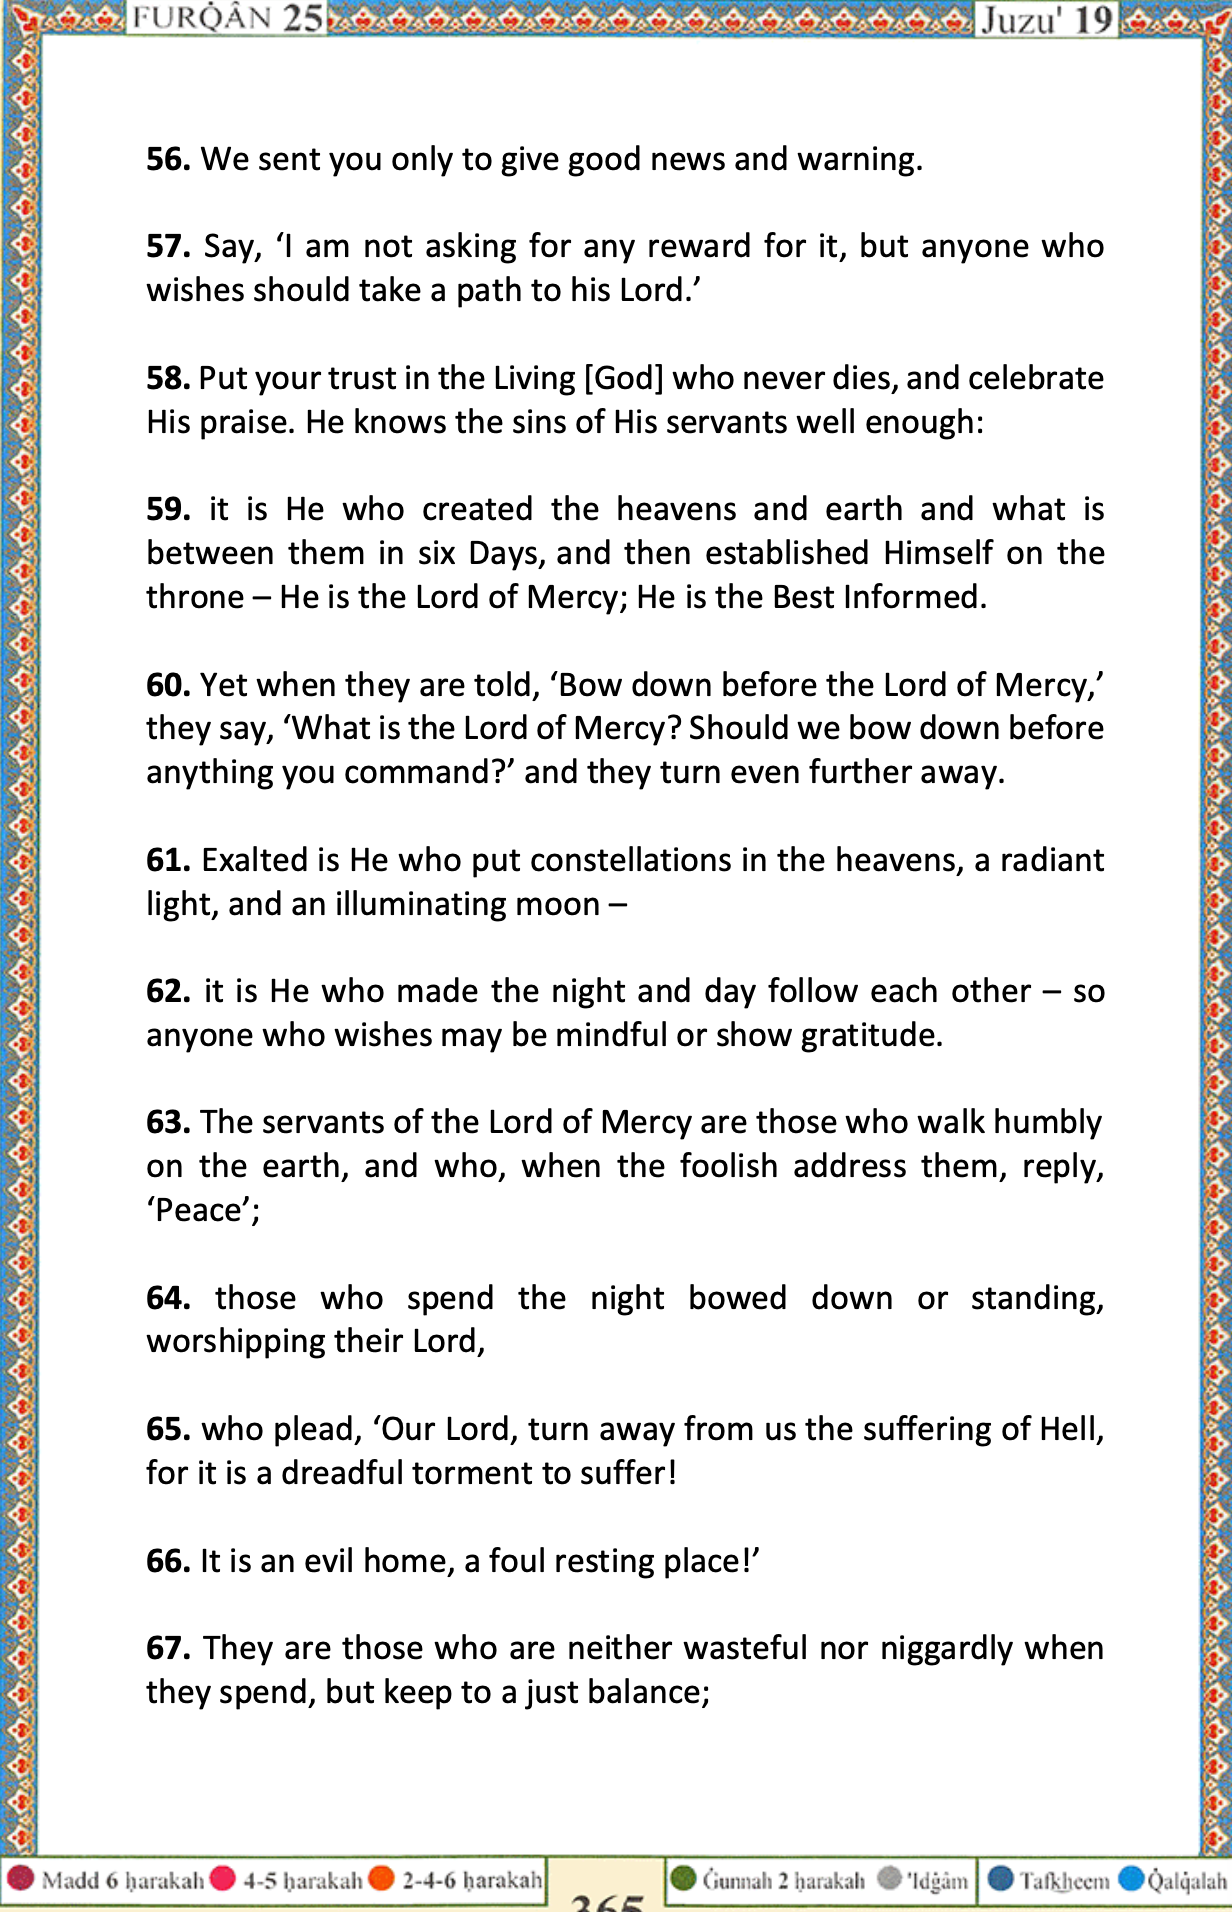 FURQ̇ÂN 25
Juzu' 19
56. We sent you only to give good news and warning.
57. Say, ‘I am not asking for any reward for it, but anyone who
wishes should take a path to his Lord.’
58. Put your trust in the Living [God] who never dies, and celebrate
His praise. He knows the sins of His servants well enough:
59. it is He who created the heavens and earth and what is
between them in six Days, and then established Himself on the
throne – He is the Lord of Mercy; He is the Best Informed.
60. Yet when they are told, ‘Bow down before the Lord of Mercy,’
they say, ‘What is the Lord of Mercy? Should we bow down before
anything you command?’ and they turn even further away.
61. Exalted is He who put constellations in the heavens, a radiant
light, and an illuminating moon –
62. it is He who made the night and day follow each other – so
anyone who wishes may be mindful or show gratitude.
63. The servants of the Lord of Mercy are those who walk humbly
on the earth, and who, when the foolish address them, reply,
‘Peace’;
64. those who spend the night bowed down or standing,
worshipping their Lord,
65. who plead, ‘Our Lord, turn away from us the suffering of Hell,
for it is a dreadful torment to suffer!
66. It is an evil home, a foul resting place!’
67. They are those who are neither wasteful nor niggardly when
they spend, but keep to a just balance;
Madd 6 ḥarakah 4-5 ḥarakah 2-4-6 ḥarakah Ġunnah 2 ḥarakah 'Idġâm Tafkheem Q̇alq̇alah
365